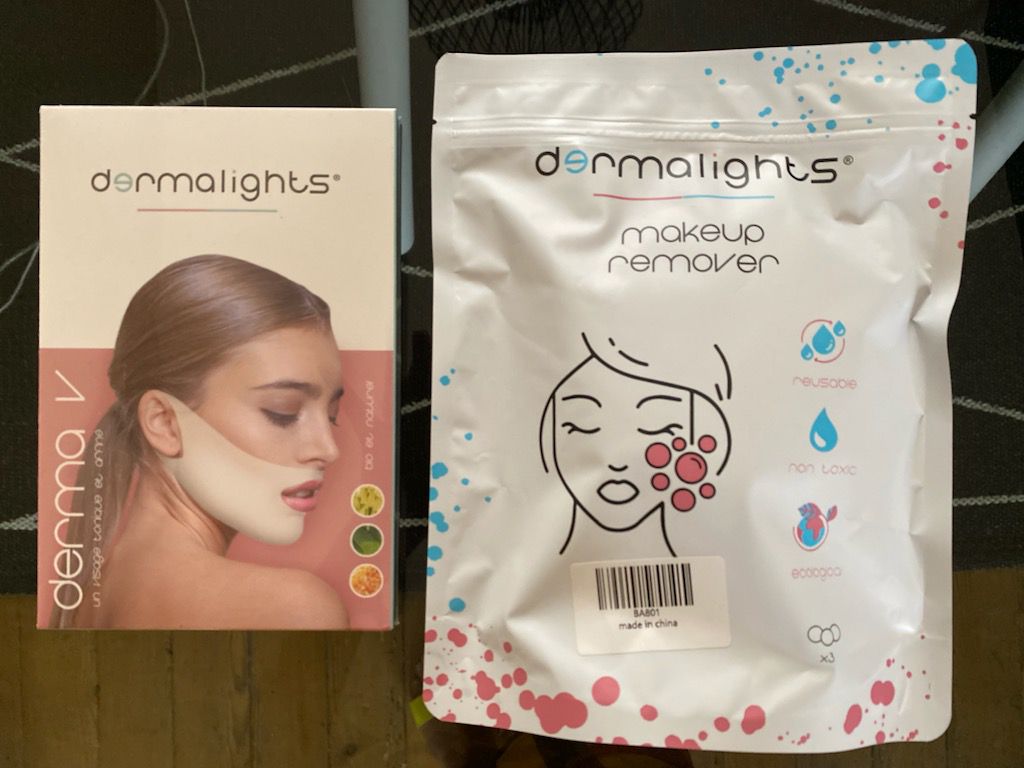 dermalights®
derma V
un visage tonique et affiné
bio et naturel
dermalights®
makeup
remover
reusable
non toxic
ecological
x3
BA801
made in china